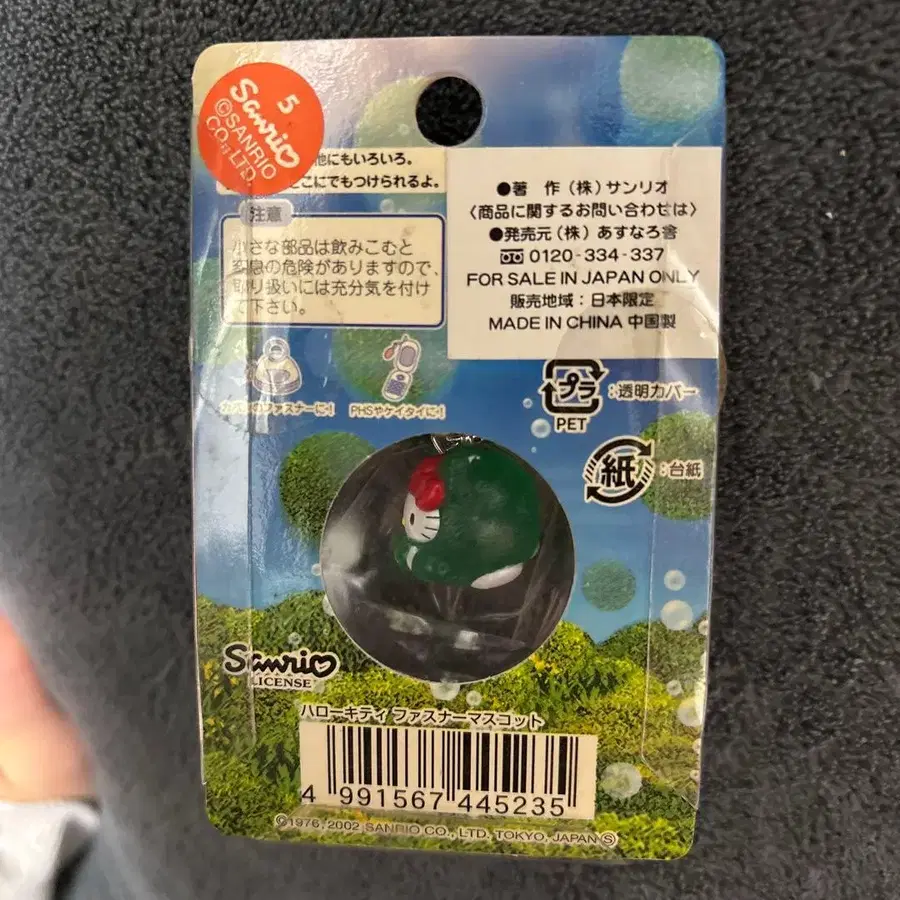 5
Sanrio
©SANRIO
CO., LTD
他にもいろいろ。
どこにでもつけられるよ。
注意
小さな部品は飲みこむと
窒息の危険がありますので、
取り扱いには充分気を付け
て下さい。
●著 作（株）サンリオ
〈商品に関するお問い合わせは〉
●発売元（株）あすなろ舎
0120-334-337
FOR SALE IN JAPAN ONLY
販売地域：日本限定
MADE IN CHINA 中国製
ファスナーに！
PHSやケイタイに！
プラ
:透明カバー
PET
紙
:台紙
Sanrio
LICENSE
ハローキティ ファスナーマスコット
4 991567 445235
©1976, 2002 SANRIO CO., LTD. TOKYO, JAPAN Ⓢ